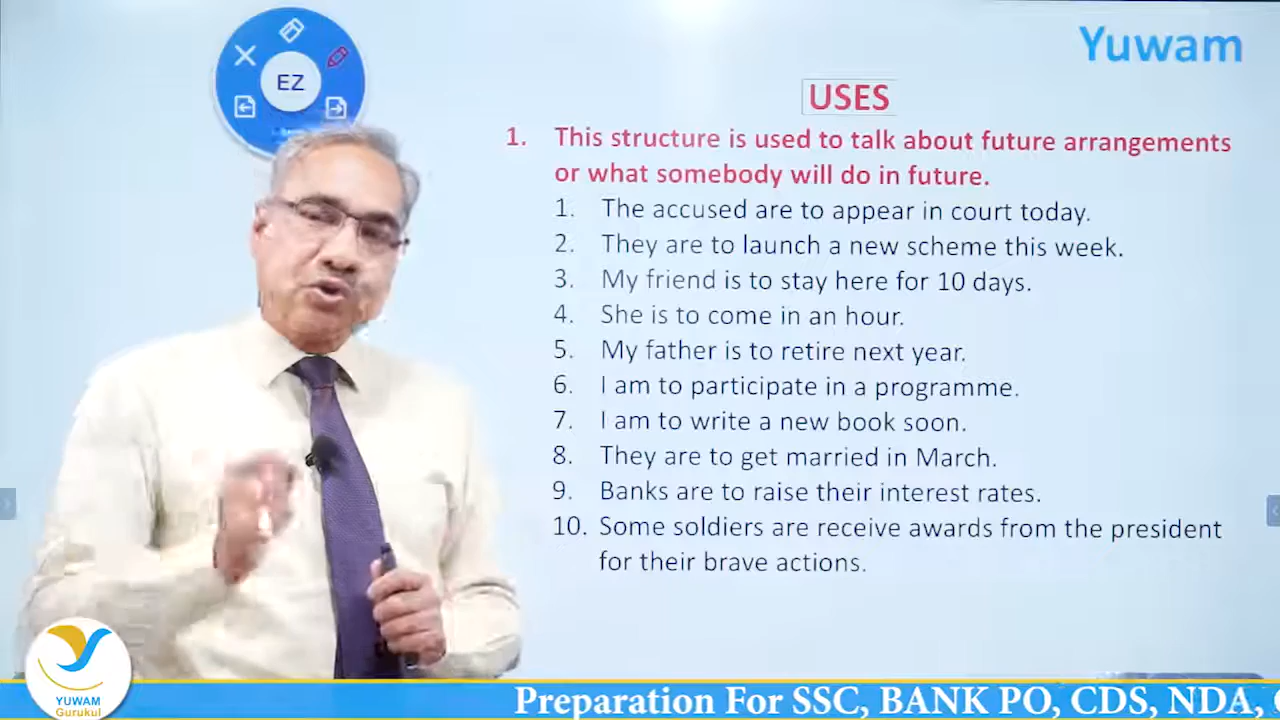 Yuwam
EZ
USES
1. This structure is used to talk about future arrangements
or what somebody will do in future.
1. The accused are to appear in court today.
2. They are to launch a new scheme this week.
3. My friend is to stay here for 10 days.
4. She is to come in an hour.
5. My father is to retire next year.
6. I am to participate in a programme.
7. I am to write a new book soon.
8. They are to get married in March.
9. Banks are to raise their interest rates.
10. Some soldiers are receive awards from the president
for their brave actions.
YUWAM
Gurukul
Preparation For SSC, BANK PO, CDS, NDA,